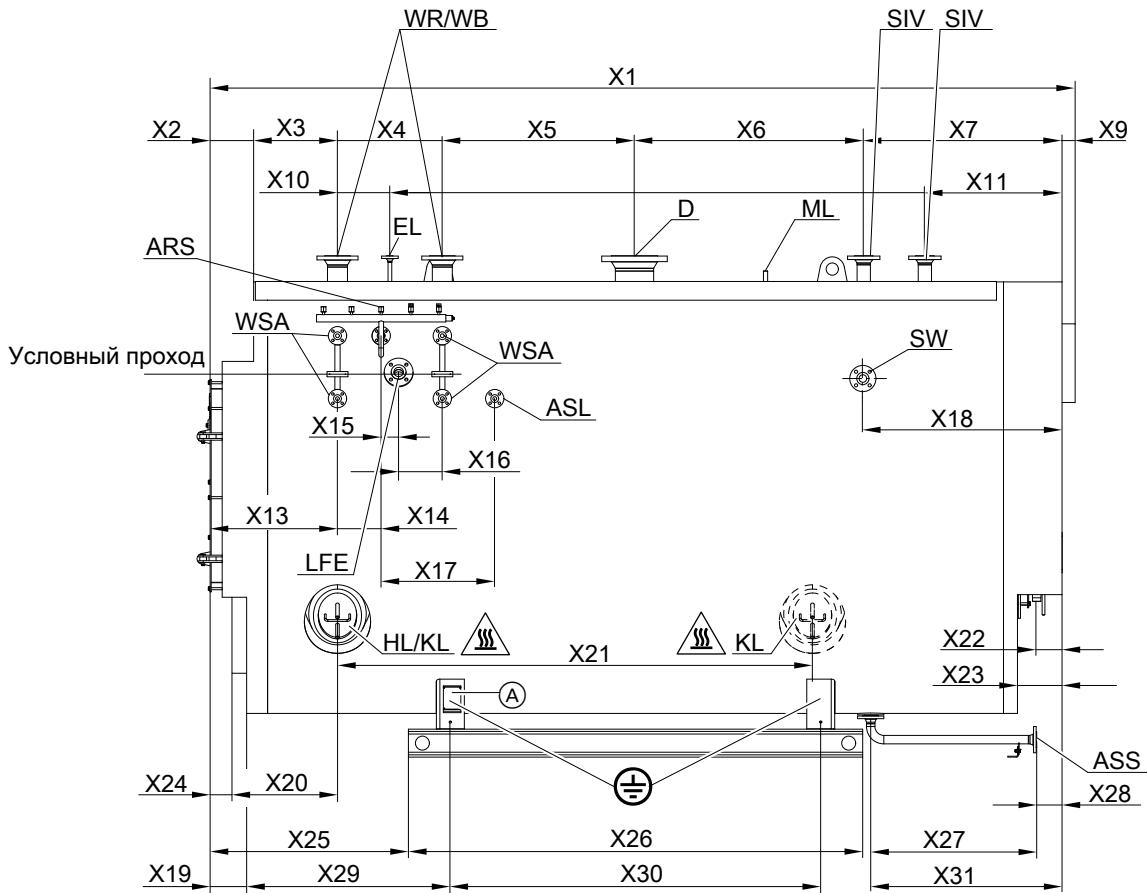 WR/WB
SIV
SIV
X1
X2
X3
X4
X5
X6
X7
X9
X10
X11
EL
D
ML
ARS
WSA
WSA
SW
Условный проход
ASL
X15
X18
X16
X13
X14
LFE
X17
HL/KL
KL
X22
X21
X23
A
ASS
X24
X20
X28
X25
X26
X27
X19
X29
X30
X31